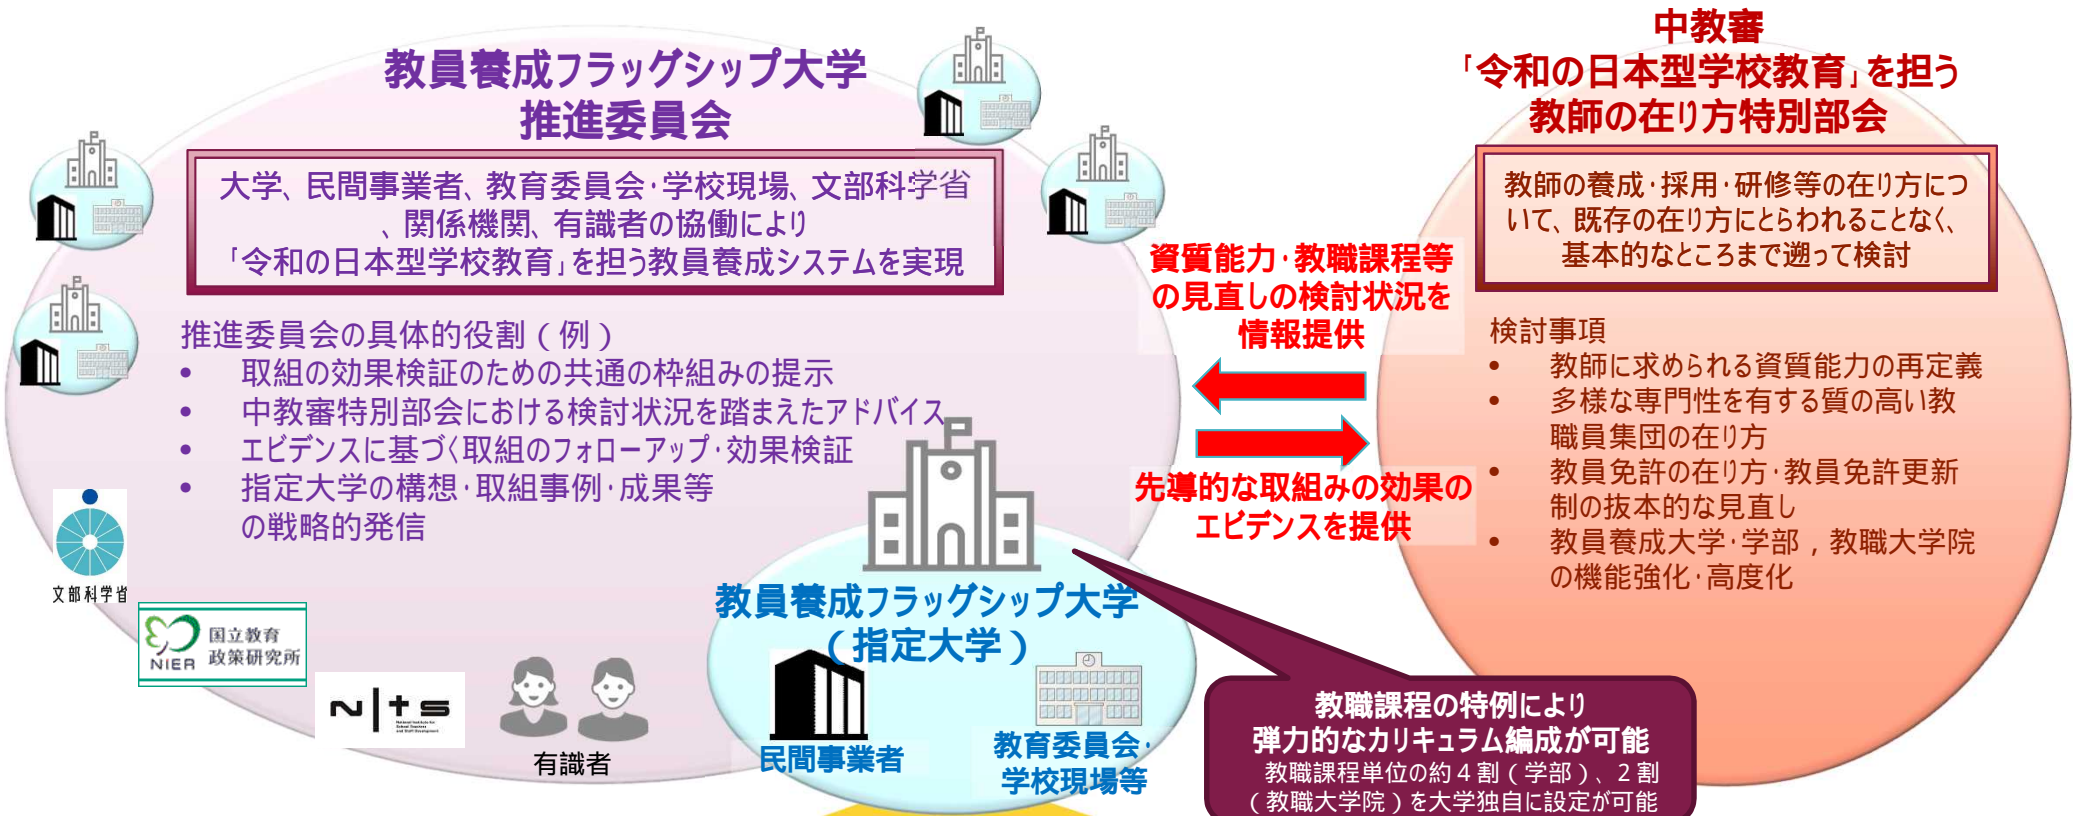 教員養成フラッグシップ大学
推進委員会
大学、民間事業者、教育委員会・学校現場、文部科学省
、関係機関、有識者の協働により
「令和の日本型学校教育」を担う教員養成システムを実現
推進委員会の具体的役割（例）
• 取組の効果検証のための共通の枠組みの提示
• 中教審特別部会における検討状況を踏まえたアドバイス
• エビデンスに基づく取組のフォローアップ・効果検証
• 指定大学の構想・取組事例・成果等
の戦略的発信
文部科学省
NIER
国立教育
政策研究所
NITS
National Institute for
School Teachers
and Staff Development
有識者
教員養成フラッグシップ大学
（指定大学）
民間事業者
教育委員会・
学校現場等
資質能力・教職課程等
の見直しの検討状況を
情報提供
先導的な取組みの効果の
エビデンスを提供
中教審
「令和の日本型学校教育」を担う
教師の在り方特別部会
教師の養成・採用・研修等の在り方につ
いて、既存の在り方にとらわれることなく、
基本的なところまで遡って検討
検討事項
• 教師に求められる資質能力の再定義
• 多様な専門性を有する質の高い教
職員集団の在り方
• 教員免許の在り方・教員免許更新
制の抜本的な見直し
• 教員養成大学・学部，教職大学院
の機能強化・高度化
教職課程の特例により
弾力的なカリキュラム編成が可能
教職課程単位の約４割（学部）、２割
（教職大学院）を大学独自に設定が可能